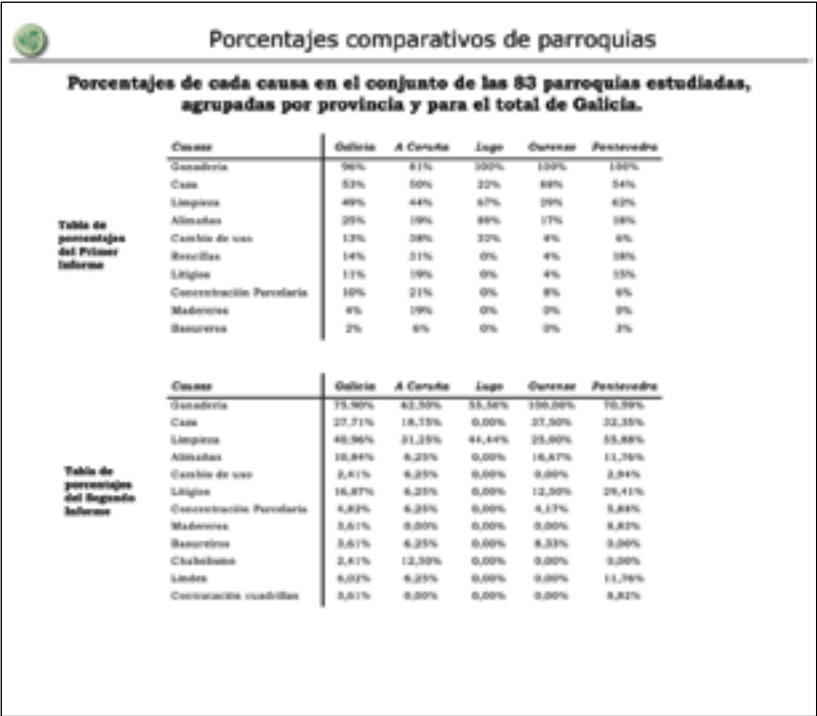 Porcentajes comparativos de parroquias
Porcentajes de cada causa en el conjunto de las 83 parroquias estudiadas,
agrupadas por provincia y para el total de Galicia.
Causas Galicia A Coruña Lugo Ourense Pontevedra
Ganadería 96% 81% 100% 100% 100%
Caza 53% 50% 22% 88% 54%
Limpieza 49% 44% 67% 29% 62%
Alimañas 25% 19% 89% 17% 18%
Cambio de uso 13% 38% 22% 4% 6%
Rencillas 14% 31% 0% 4% 18%
Litigios 11% 19% 0% 4% 15%
Concentración Parcelaria 10% 21% 0% 8% 6%
Madereros 4% 19% 0% 0% 0%
Basureros 2% 6% 0% 0% 3%
Tabla de
porcentajes
del Primer
Informe
Causas Galicia A Coruña Lugo Ourense Pontevedra
Ganadería 75,90% 62,50% 55,56% 100,00% 70,59%
Caza 27,71% 18,75% 0,00% 37,50% 32,35%
Limpieza 40,96% 31,25% 44,44% 25,00% 55,88%
Alimañas 10,84% 6,25% 0,00% 16,67% 11,76%
Cambio de uso 2,41% 6,25% 0,00% 0,00% 2,94%
Litigios 16,87% 6,25% 0,00% 12,50% 29,41%
Concentración Parcelaria 4,82% 6,25% 0,00% 4,17% 5,88%
Madereros 3,61% 0,00% 0,00% 0,00% 8,82%
Basureiros 3,61% 6,25% 0,00% 8,33% 0,00%
Chabolismo 2,41% 12,50% 0,00% 0,00% 0,00%
Lindes 6,02% 6,25% 0,00% 0,00% 11,76%
Contratación cuadrillas 3,61% 0,00% 0,00% 0,00% 8,82%
Tabla de
porcentajes
del Segundo
Informe